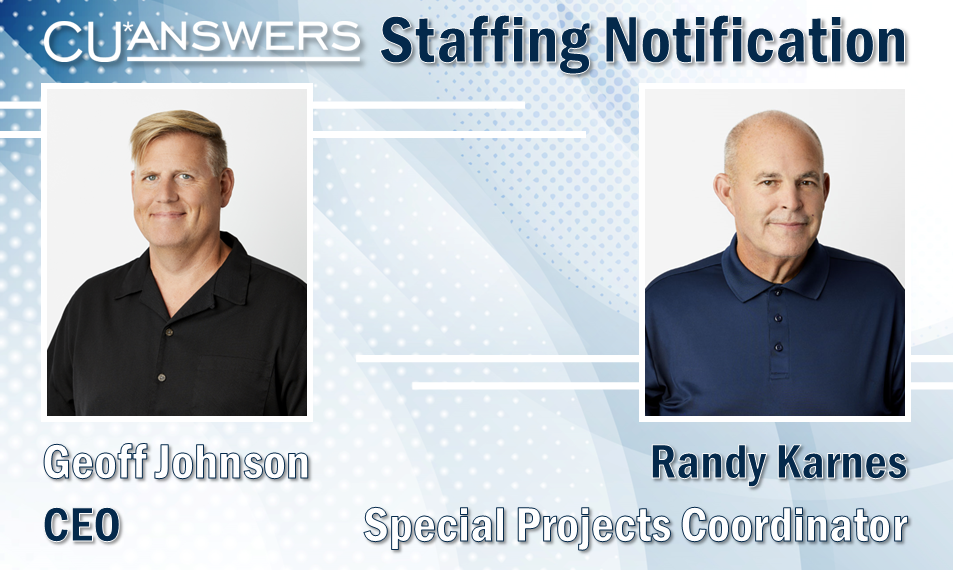 CU*ANSWERS Staffing Notification
Geoff Johnson
Randy Karnes
CEO
Special Projects Coordinator